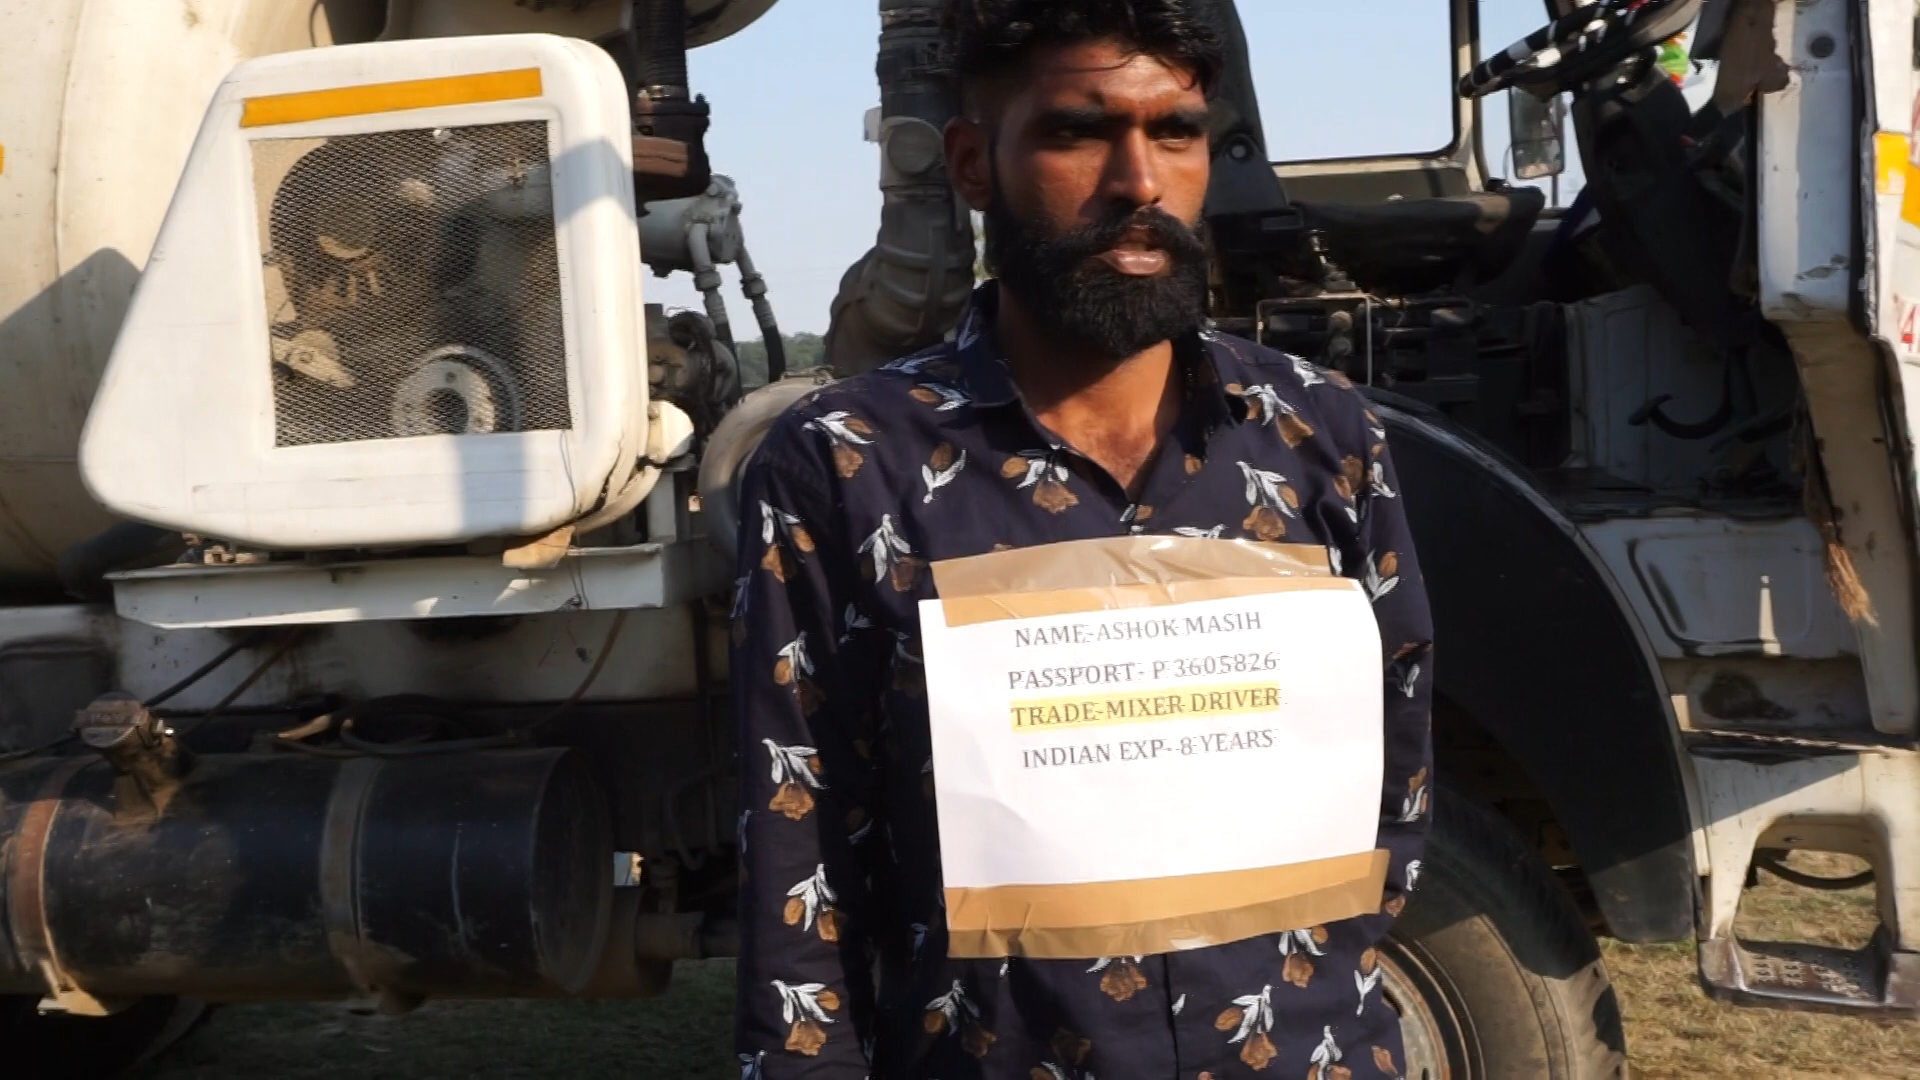 NAME-ASHOK MASIH
PASSPORT- P 3605826
TRADE-MIXER DRIVER
INDIAN EXP- 8 YEARS